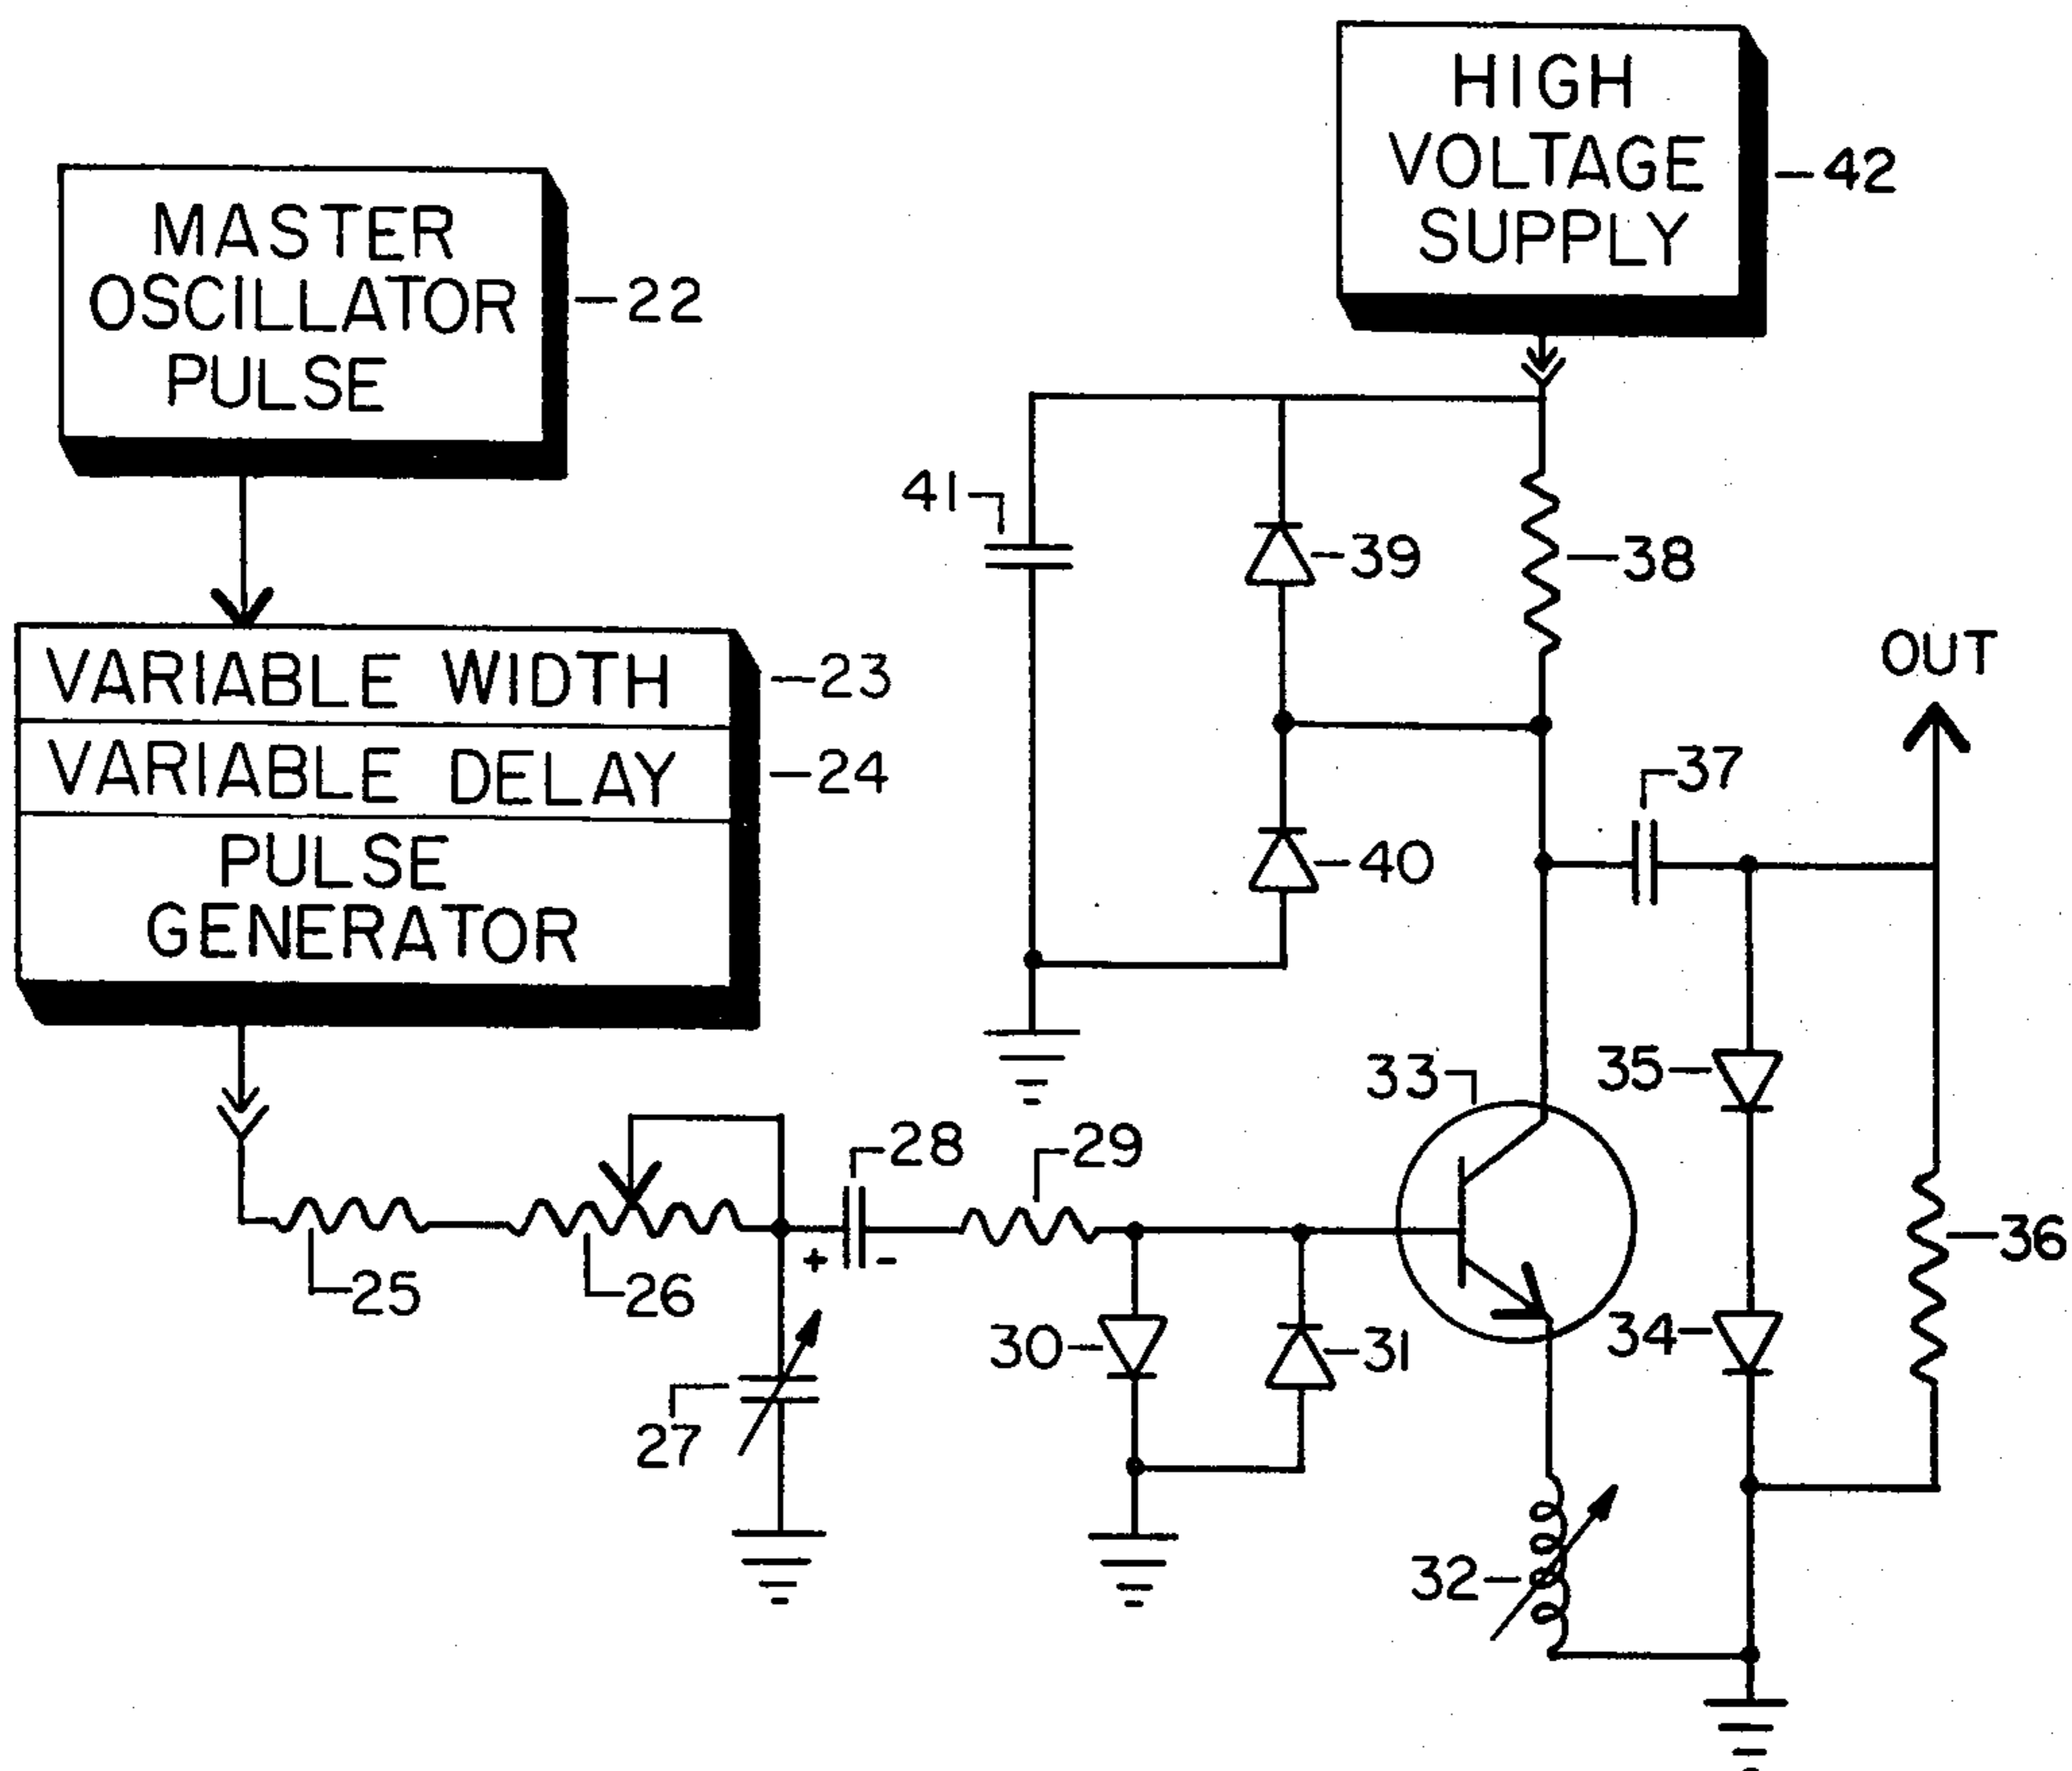 HIGH
VOLTAGE
SUPPLY
42
MASTER
OSCILLATOR
PULSE
22
41
39
38
VARIABLE WIDTH
23
OUT
VARIABLE DELAY
24
37
PULSE
GENERATOR
40
33
35
28
29
25
26
+ -
36
30
31
34
27
32